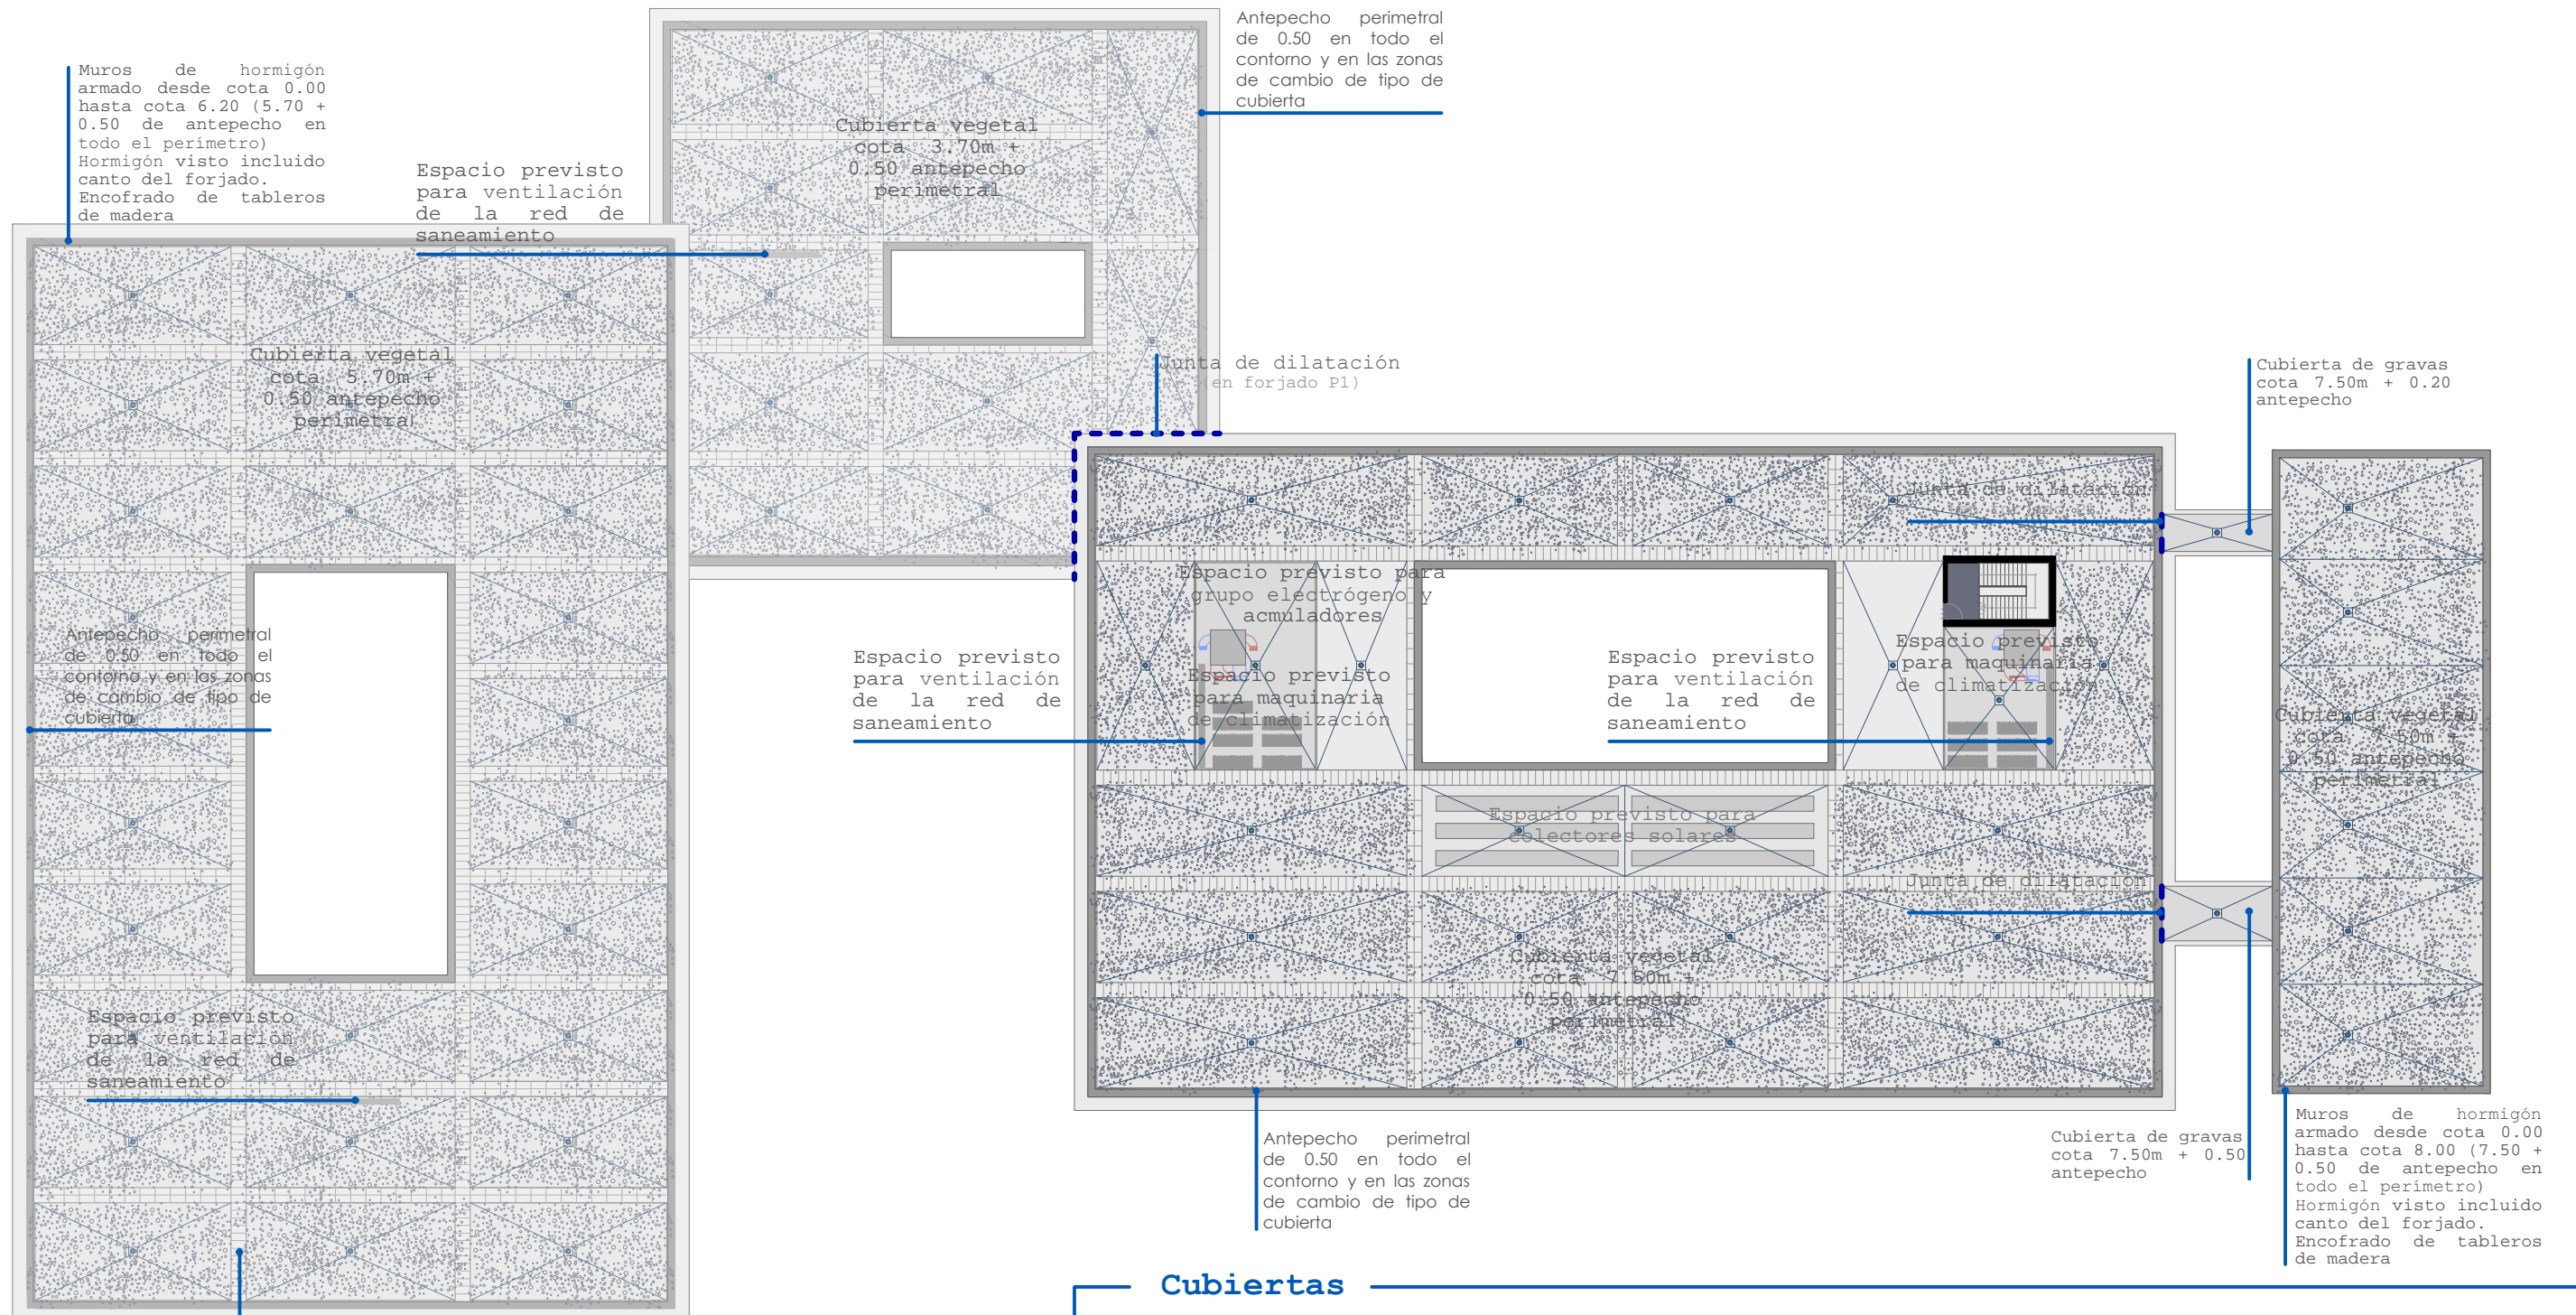 Antepecho perimetral
de 0.50 en todo el
contorno y en las zonas
de cambio de tipo de
cubierta
Muros de hormigón
armado desde cota 0.00
hasta cota 6.20 (5.70 +
0.50 de antepecho en
todo el perímetro)
Hormigón visto incluido
canto del forjado.
Encofrado de tableros
de madera
Espacio previsto
para ventilación
de la red de
saneamiento
Cubierta vegetal
cota 3.70m +
0.50 antepecho
perimetral
Cubierta vegetal
cota 5.70m +
0.50 antepecho
perimetral
Junta de dilatación
(en forjado P1)
Cubierta de gravas
cota 7.50m + 0.20
antepecho
Junta de dilatación
Espacio previsto para
grupo electrógeno y
acmuladores
Antepecho perimetral
de 0.50 en todo el
contorno y en las zonas
de cambio de tipo de
cubierta
Espacio previsto
para ventilación
de la red de
saneamiento
Espacio previsto
para maquinaria
de climatización
Espacio previsto
para ventilación
de la red de
saneamiento
Espacio previsto
para maquinaria
de climatización
Cubierta vegetal
cota 7.50m +
0.50 antepecho
perimetral
Espacio previsto para
colectores solares
Junta de dilatación
Cubierta vegetal
cota 7.50m +
0.50 antepecho
perimetral
Espacio previsto
para ventilación
de la red de
saneamiento
Antepecho perimetral
de 0.50 en todo el
contorno y en las zonas
de cambio de tipo de
cubierta
Cubierta de gravas
cota 7.50m + 0.50
antepecho
Muros de hormigón
armado desde cota 0.00
hasta cota 8.00 (7.50 +
0.50 de antepecho en
todo el perímetro)
Hormigón visto incluido
canto del forjado.
Encofrado de tableros
de madera
Cubiertas